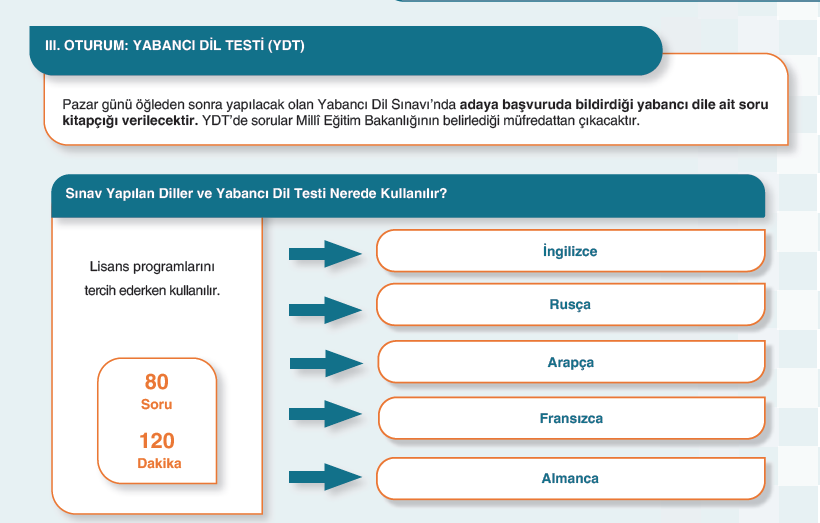 III. OTURUM: YABANCI DİL TESTİ (YDT)
Pazar günü öğleden sonra yapılacak olan Yabancı Dil Sınavı’nda adaya başvuruda bildirdiği yabancı dile ait soru
kitapçığı verilecektir. YDT’de sorular Millî Eğitim Bakanlığının belirlediği müfredattan çıkacaktır.
Sınav Yapılan Diller ve Yabancı Dil Testi Nerede Kullanılır?
Lisans programlarını
tercih ederken kullanılır.
80
Soru
120
Dakika
İngilizce
Rusça
Arapça
Fransızca
Almanca